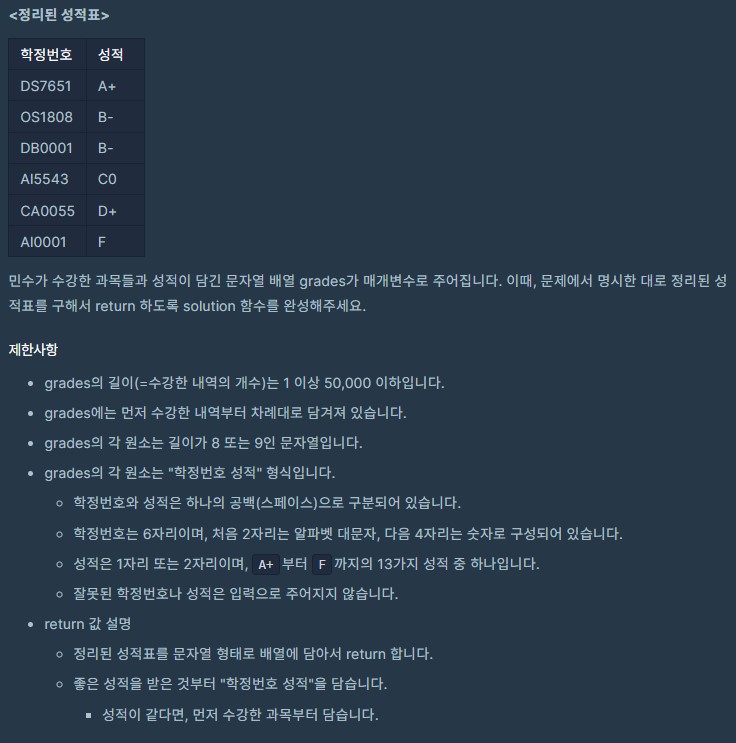 <정리된 성적표>
학정번호 성적
DS7651 A+
OS1808 B-
DB0001 B-
AI5543 C0
CA0055 D+
AI0001 F
민수가 수강한 과목들과 성적이 담긴 문자열 배열 grades가 매개변수로 주어집니다. 이때, 문제에서 명시한 대로 정리된 성
적표를 구해서 return 하도록 solution 함수를 완성해주세요.
제한사항
• grades의 길이(=수강한 내역의 개수)는 1 이상 50,000 이하입니다.
• grades에는 먼저 수강한 내역부터 차례대로 담겨져 있습니다.
• grades의 각 원소는 길이가 8 또는 9인 문자열입니다.
• grades의 각 원소는 "학정번호 성적" 형식입니다.
◦ 학정번호와 성적은 하나의 공백(스페이스)으로 구분되어 있습니다.
◦ 학정번호는 6자리이며, 처음 2자리는 알파벳 대문자, 다음 4자리는 숫자로 구성되어 있습니다.
◦ 성적은 1자리 또는 2자리이며, A+ 부터 F 까지의 13가지 성적 중 하나입니다.
◦ 잘못된 학정번호나 성적은 입력으로 주어지지 않습니다.
• return 값 설명
◦ 정리된 성적표를 문자열 형태로 배열에 담아서 return 합니다.
◦ 좋은 성적을 받은 것부터 "학정번호 성적"을 담습니다.
▪ 성적이 같다면, 먼저 수강한 과목부터 담습니다.